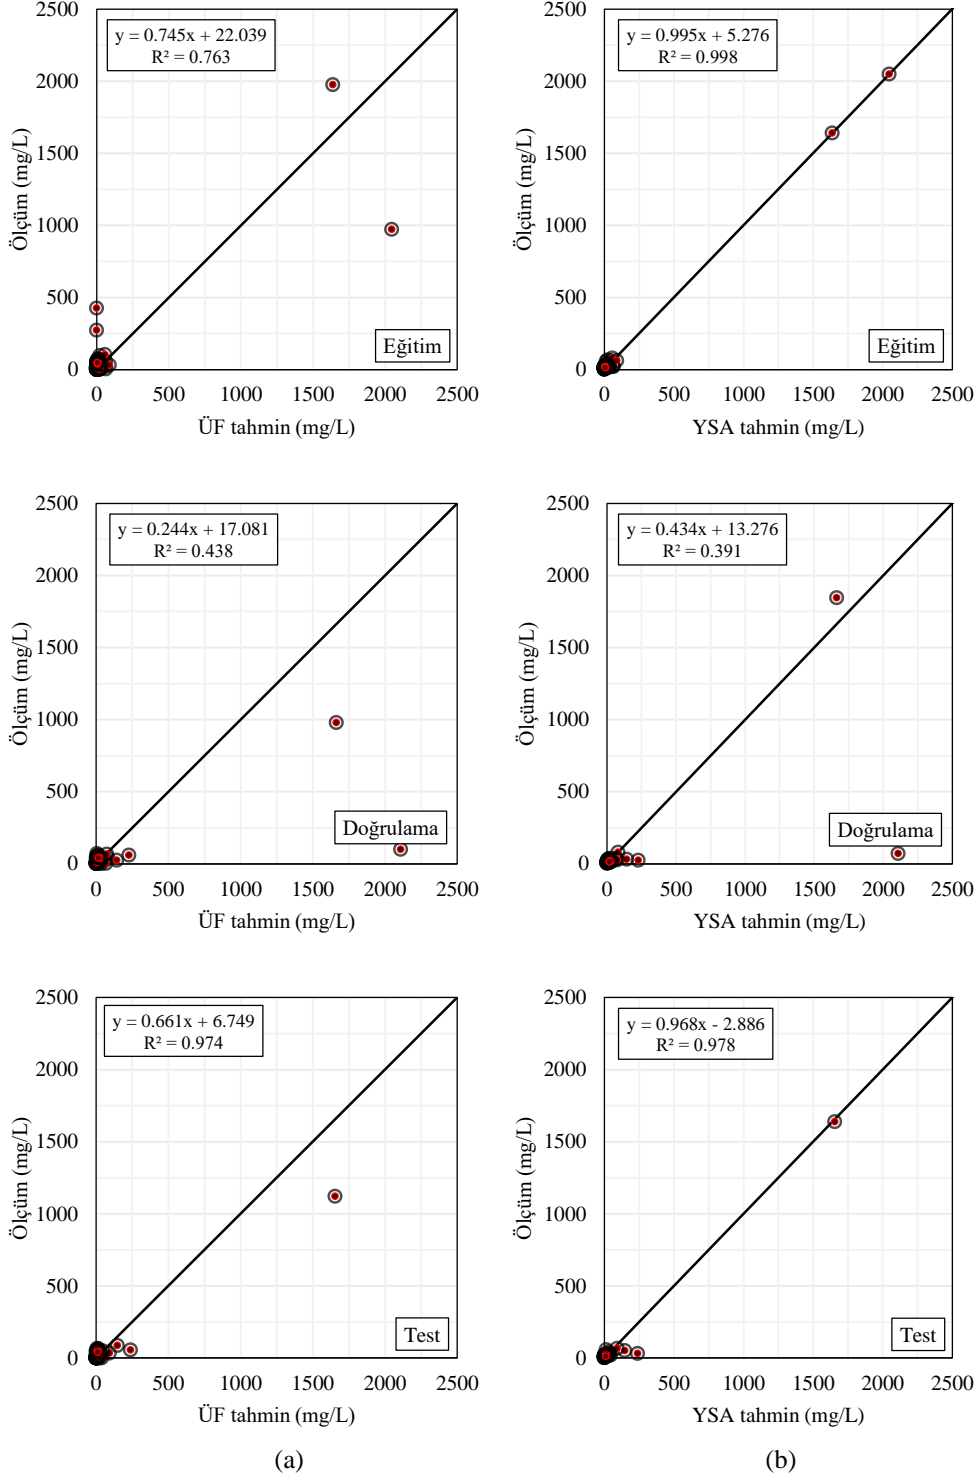 y = 0.745x + 22.039
R² = 0.763
2500
2000
1500
1000
500
0
Ölçüm (mg/L)
Eğitim
0 500 1000 1500 2000 2500
ÜF tahmin (mg/L)
y = 0.995x + 5.276
R² = 0.998
2500
2000
1500
1000
500
0
Ölçüm (mg/L)
Eğitim
0 500 1000 1500 2000 2500
YSA tahmin (mg/L)
y = 0.244x + 17.081
R² = 0.438
2500
2000
1500
1000
500
0
Ölçüm (mg/L)
Doğrulama
0 500 1000 1500 2000 2500
ÜF tahmin (mg/L)
y = 0.434x + 13.276
R² = 0.391
2500
2000
1500
1000
500
0
Ölçüm (mg/L)
Doğrulama
0 500 1000 1500 2000 2500
YSA tahmin (mg/L)
y = 0.661x + 6.749
R² = 0.974
2500
2000
1500
1000
500
0
Ölçüm (mg/L)
Test
0 500 1000 1500 2000 2500
ÜF tahmin (mg/L)
(a)
y = 0.968x - 2.886
R² = 0.978
2500
2000
1500
1000
500
0
Ölçüm (mg/L)
Test
0 500 1000 1500 2000 2500
YSA tahmin (mg/L)
(b)